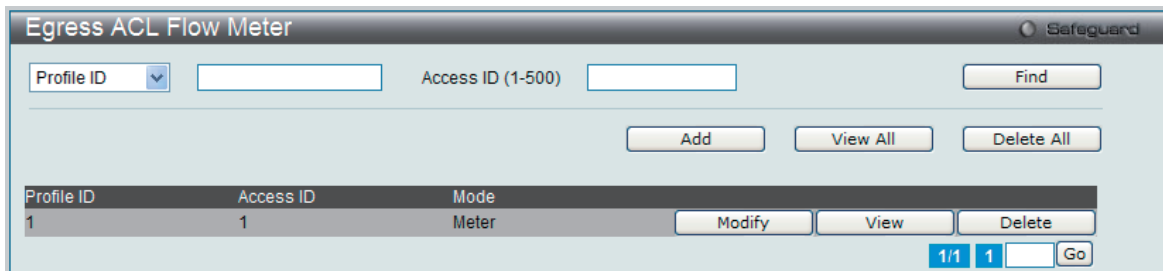 Egress ACL Flow Meter Safeguard
Profile ID Access ID (1-500) Find
Add View All Delete All
Profile ID Access ID Mode
1 1 Meter Modify View Delete
1/1 1 Go